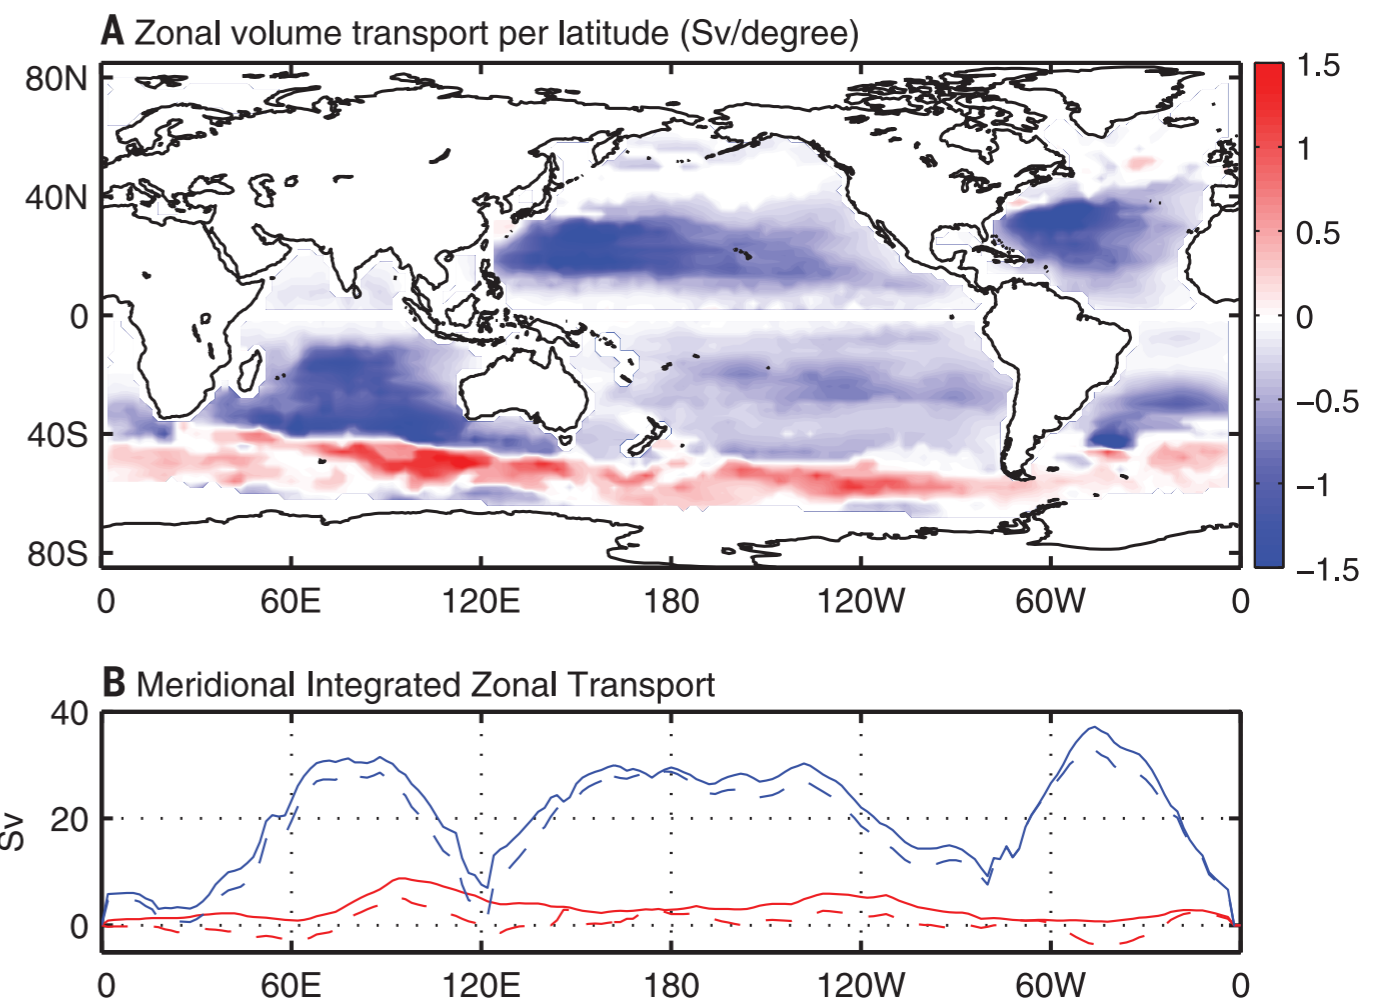 A Zonal volume transport per latitude (Sv/degree)
80N
40N
0
40S
80S
0 60E 120E 180 120W 60W 0
1.5
1
0.5
0
−0.5
−1
−1.5
B Meridional Integrated Zonal Transport
Sv
40
20
0
0 60E 120E 180 120W 60W 0